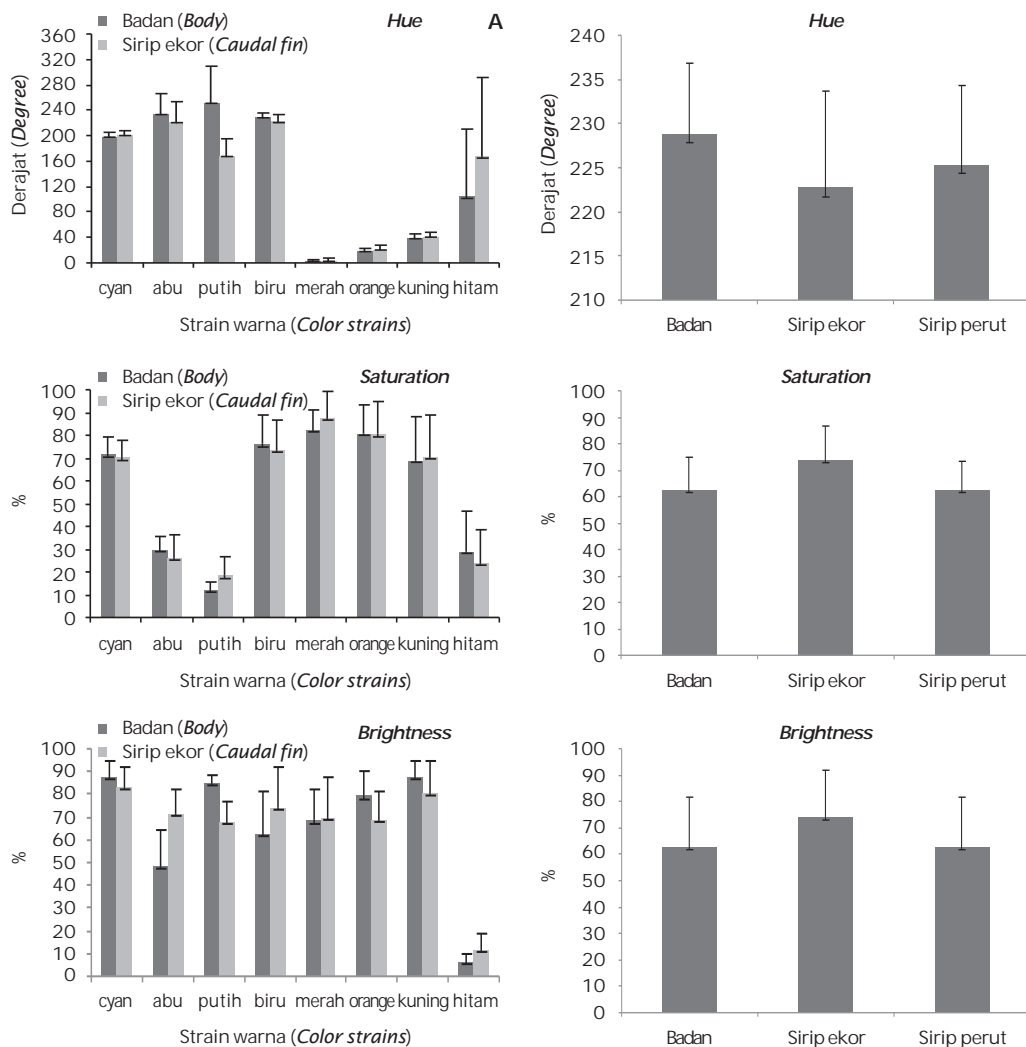 Badan (Body)
Sirip ekor (Caudal fin)
Hue
A
Derajat (Degree)
360
320
280
240
200
160
120
80
40
0
cyan abu putih biru merah orange kuning hitam
Strain warna (Color strains)
Hue
Derajat (Degree)
240
235
230
225
220
215
210
Badan Sirip ekor Sirip perut
Badan (Body)
Sirip ekor (Caudal fin)
Saturation
%
100
90
80
70
60
50
40
30
20
10
0
cyan abu putih biru merah orange kuning hitam
Strain warna (Color strains)
Saturation
%
100
90
80
70
60
50
40
30
20
10
0
Badan Sirip ekor Sirip perut
Badan (Body)
Sirip ekor (Caudal fin)
Brightness
%
100
90
80
70
60
50
40
30
20
10
0
cyan abu putih biru merah orange kuning hitam
Strain warna (Color strains)
Brightness
%
100
90
80
70
60
50
40
30
20
10
0
Badan Sirip ekor Sirip perut